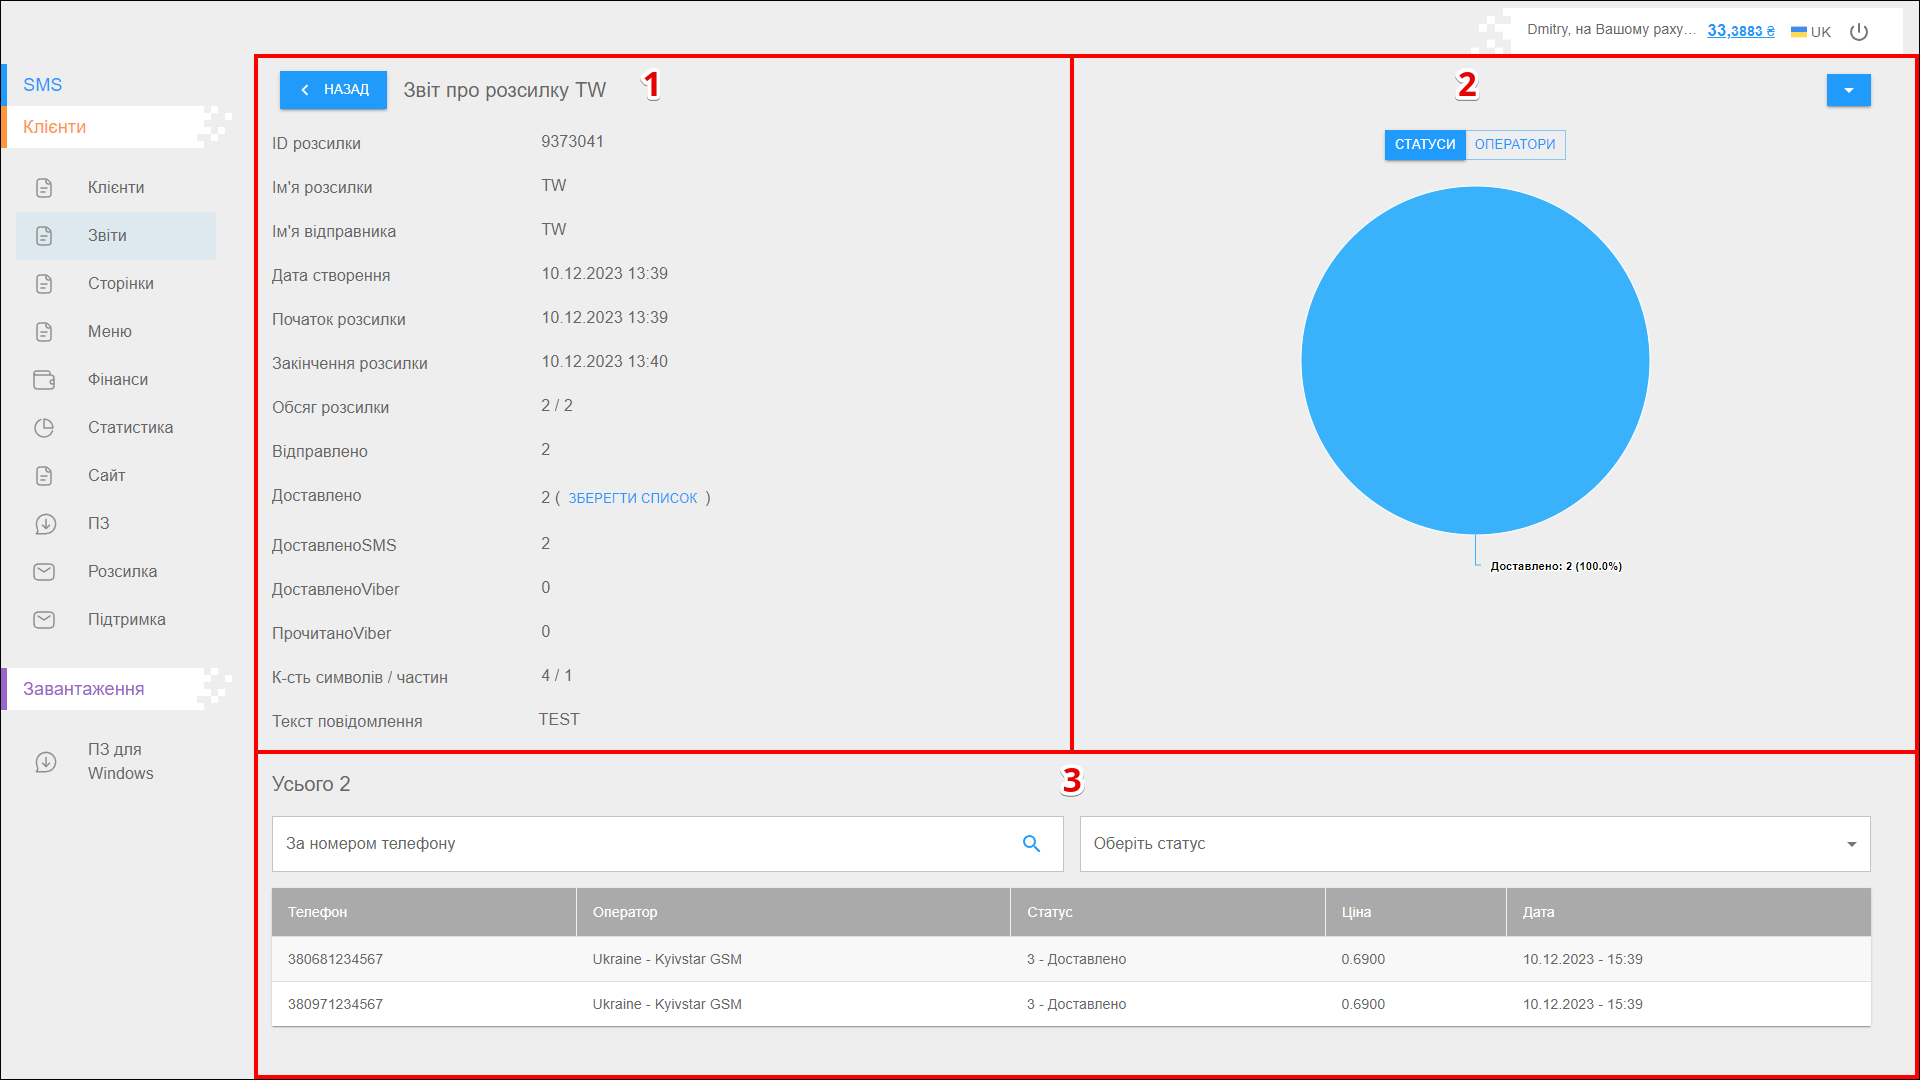 Dmitry, на Вашому раху...
33,3883 ₴
UK
SMS
Клієнти
Клієнти
Звіти
Сторінки
Меню
Фінанси
Статистика
Сайт
ПЗ
Розсилка
Підтримка
Завантаження
ПЗ для
Windows
НАЗАД
Звіт про розсилку TW
1
ID розсилки 9373041
Ім'я розсилки TW
Ім'я відправника TW
Дата створення 10.12.2023 13:39
Початок розсилки 10.12.2023 13:39
Закінчення розсилки 10.12.2023 13:40
Обсяг розсилки 2 / 2
Відправлено 2
Доставлено 2 ( ЗБЕРЕГТИ СПИСОК )
ДоставленоSMS 2
ДоставленоViber 0
ПрочитаноViber 0
К-сть символів / частин 4 / 1
Текст повідомлення TEST
2
СТАТУСИ ОПЕРАТОРИ
Доставлено: 2 (100.0%)
3
Усього 2
За номером телефону
Оберіть статус
Телефон Оператор Статус Ціна Дата
380681234567 Ukraine - Kyivstar GSM 3 - Доставлено 0.6900 10.12.2023 - 15:39
380971234567 Ukraine - Kyivstar GSM 3 - Доставлено 0.6900 10.12.2023 - 15:39